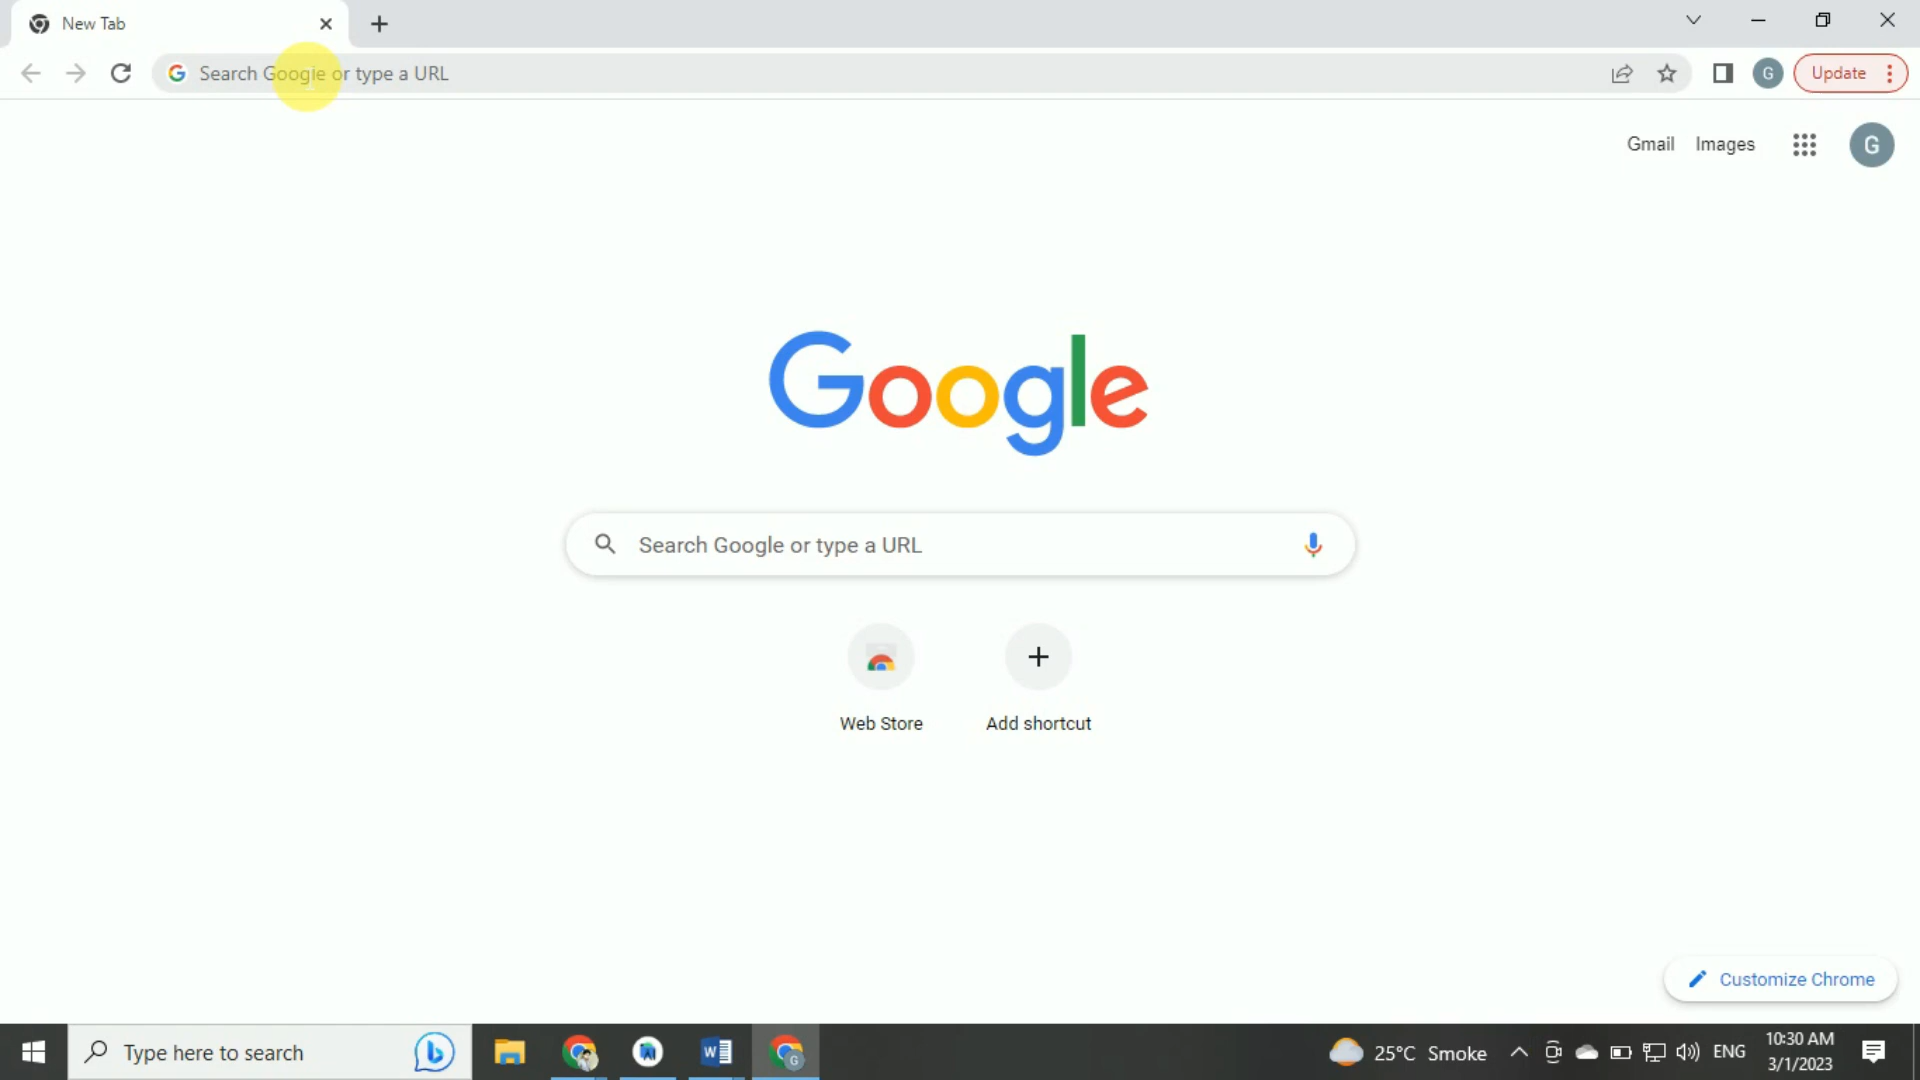 New Tab
Search Google or type a URL
G
Update
Gmail Images
G
Google
Search Google or type a URL
Web Store
Add shortcut
Customize Chrome
Type here to search
25°C Smoke
ENG
10:30 AM
3/1/2023